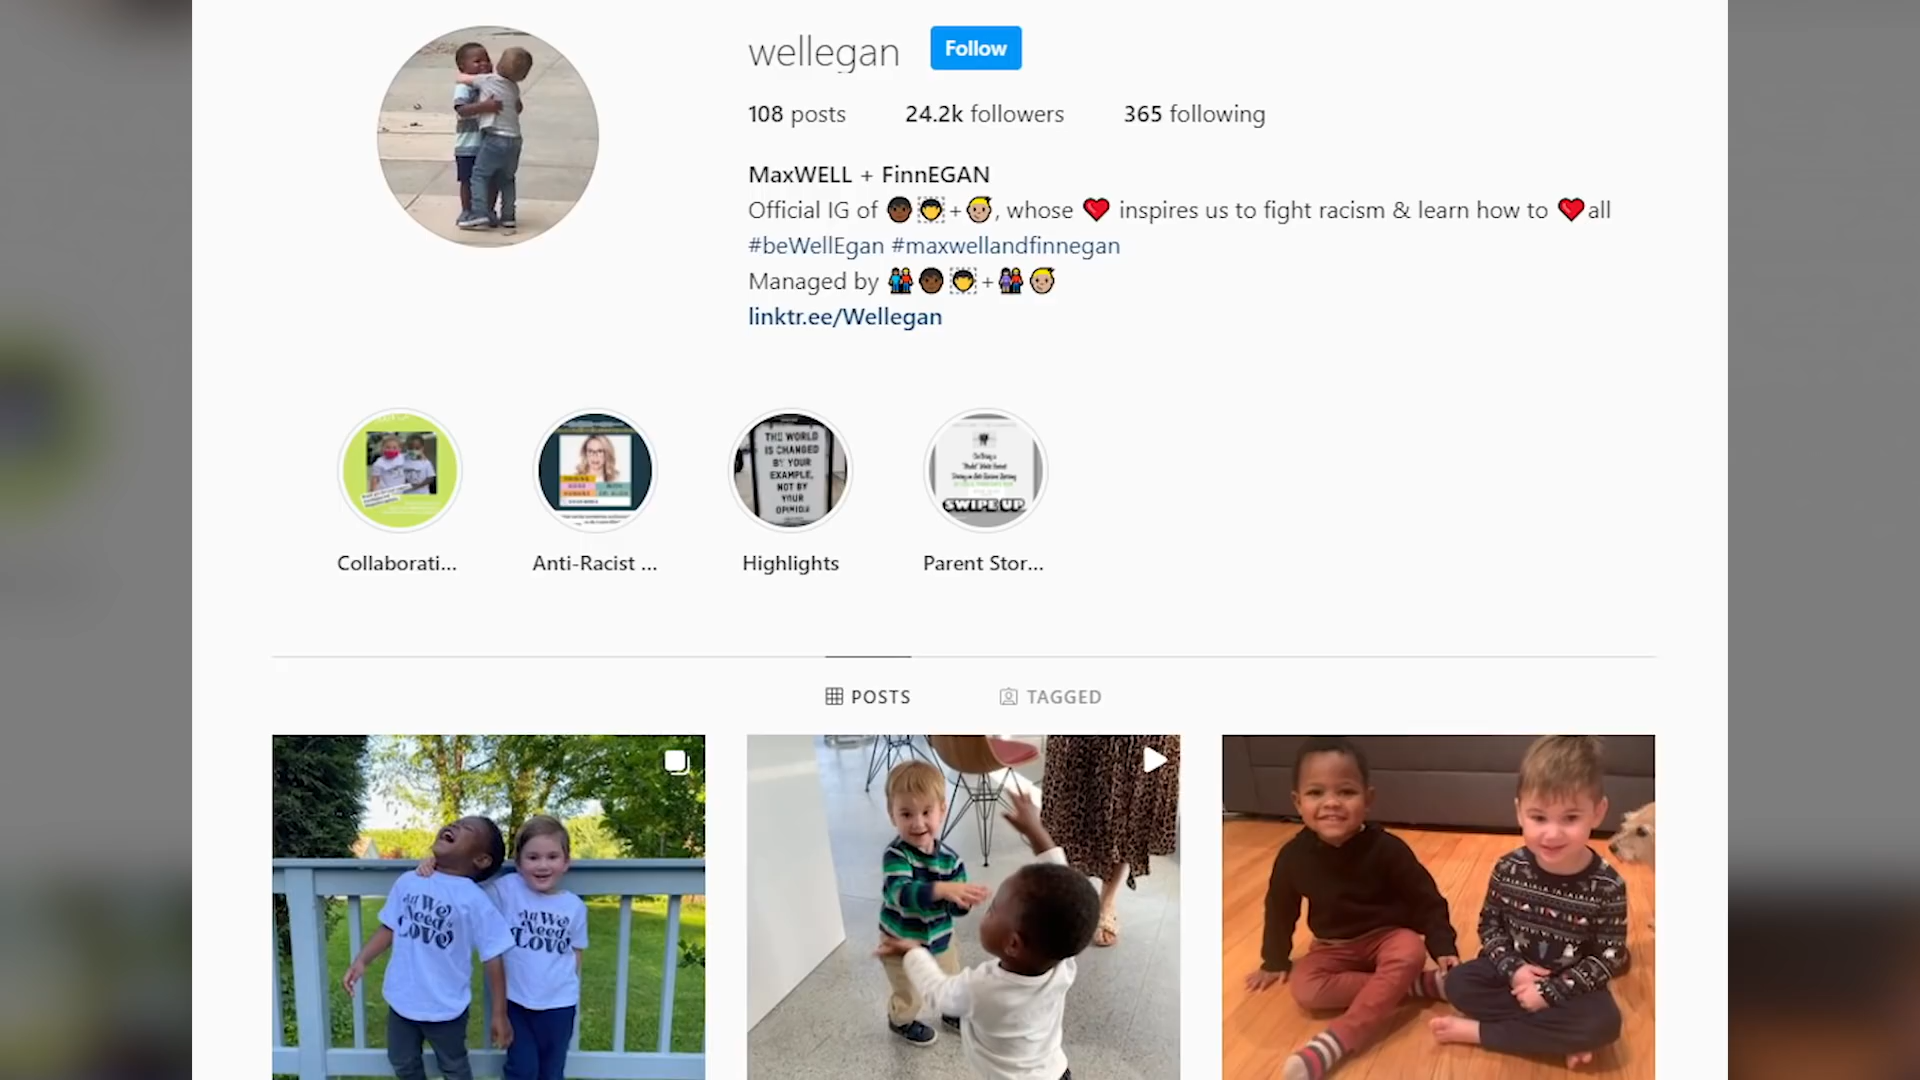 wellegan Follow
108 posts 24.2k followers 365 following
MaxWELL + FinnEGAN
Official IG of 👦🏿+👦🏼, whose ❤️ inspires us to fight racism & learn how to ❤️all
#beWellEgan #maxwellandfinnegan
Managed by
linktr.ee/Wellegan
THE WORLD
IS CHANGED
BY YOUR
EXAMPLE,
NOT BY
YOUR
OPINION
SWIPE UP
Collaborati...
Anti-Racist ...
Highlights
Parent Stor...
POSTS
TAGGED
All We
Need is
Love
All We
Need is
Love